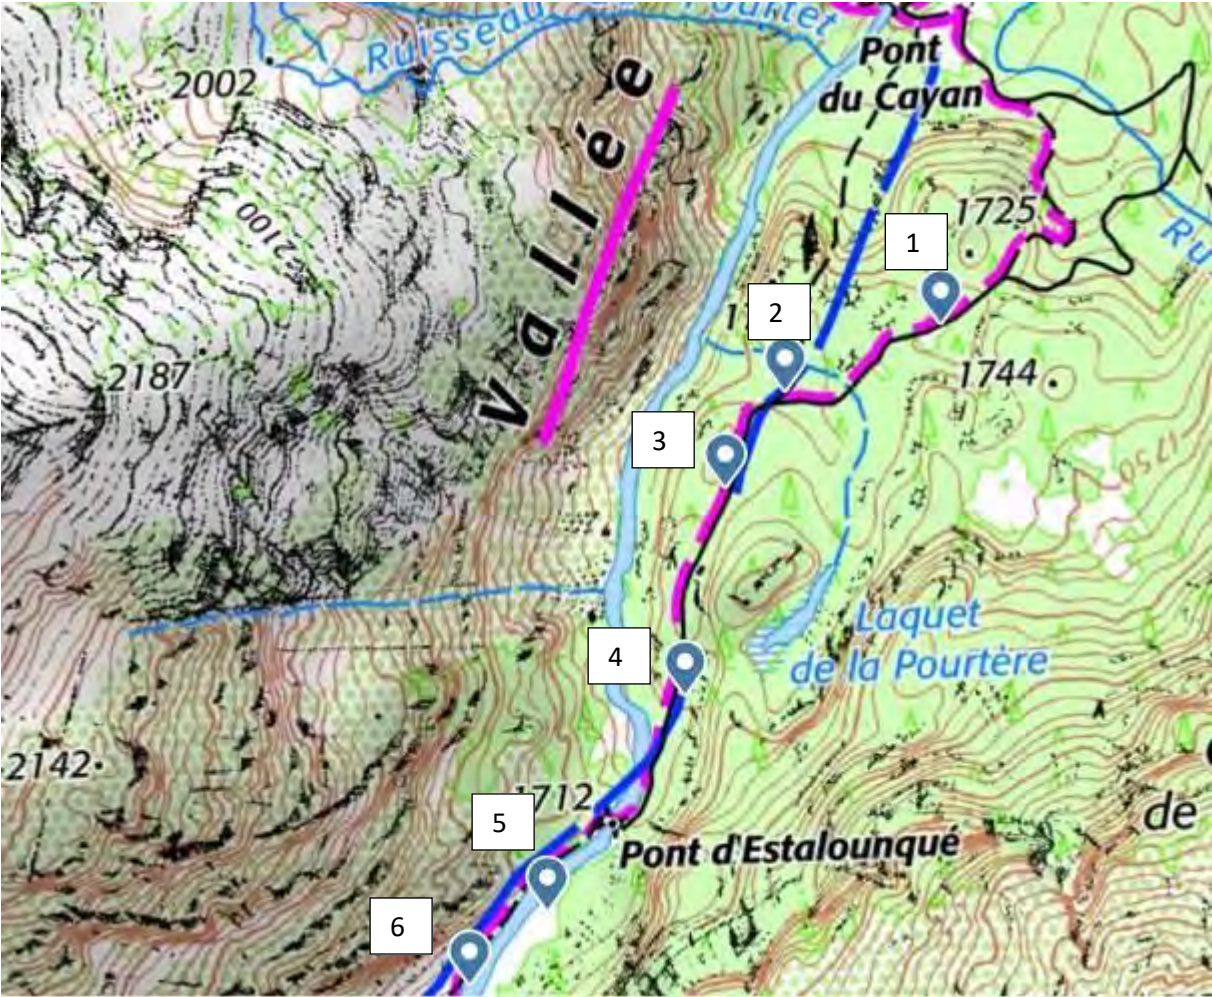 Ruisseau
Pourtet
Pont
du Cayan
2002
Vallée
2100
1725
1
Ru
2
2187
1744
3
1750
Laquet
de la Pourtère
4
2142
1712
5
de
Pont d'Estalounqué
6